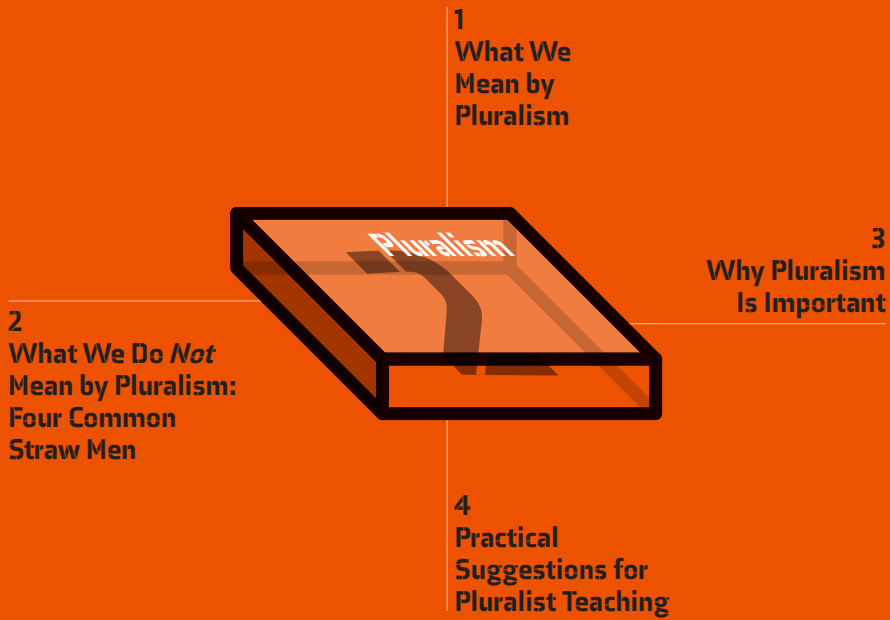 1
What We
Mean by
Pluralism
Pluralism
3
Why Pluralism
Is Important
2
What We Do Not
Mean by Pluralism:
Four Common
Straw Men
4
Practical
Suggestions for
Pluralist Teaching